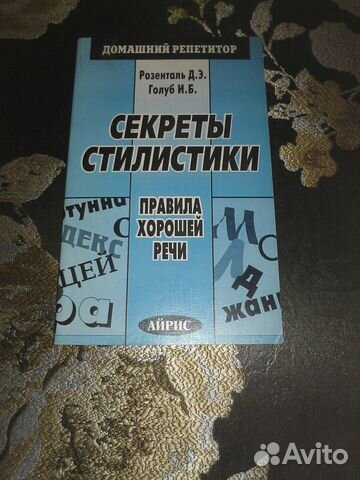 ДОМАШНИЙ РЕПЕТИТОР
Розенталь Д.Э.
Голуб И.Б.
СЕКРЕТЫ
СТИЛИСТИКИ
ПРАВИЛА
ХОРОШЕЙ
РЕЧИ
АЙРИС
Avito